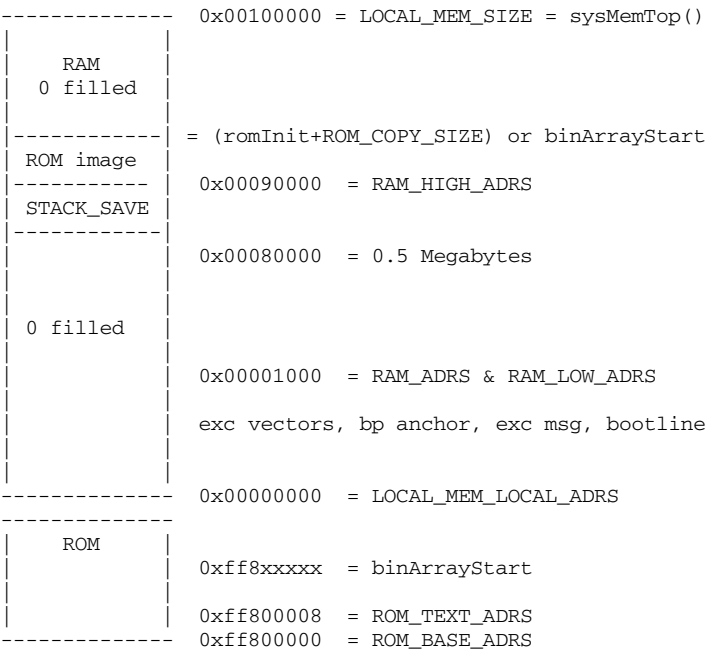 0x00100000 = LOCAL_MEM_SIZE = sysMemTop()
RAM
0 filled
= (romInit+ROM_COPY_SIZE) or binArrayStart
ROM image
0x00090000 = RAM_HIGH_ADRS
STACK_SAVE
0x00080000 = 0.5 Megabytes
0 filled
0x00001000 = RAM_ADRS & RAM_LOW_ADRS
exc vectors, bp anchor, exc msg, bootline
0x00000000 = LOCAL_MEM_LOCAL_ADRS
ROM
0xff8xxxxx = binArrayStart
0xff800008 = ROM_TEXT_ADRS
0xff800000 = ROM_BASE_ADRS